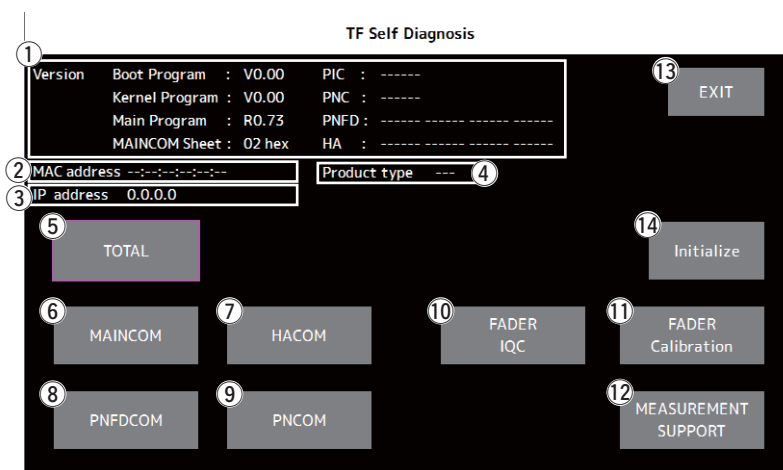 TF Self Diagnosis
1
Version Boot Program : V0.00 PIC : ------
Kernel Program : V0.00 PNC : ------
Main Program : R0.73 PNFD : ------ ------ ------ ------
MAINCOM Sheet : 02 hex HA : ------ ------ ------ ------
13
EXIT
2 MAC address --:--:--:--:--:--
Product type --- 4
3 IP address 0.0.0.0
5
TOTAL
14
Initialize
6
MAINCOM
7
HACOM
10
FADER
IQC
11
FADER
Calibration
8
PNFDCOM
9
PNCOM
12
MEASUREMENT
SUPPORT